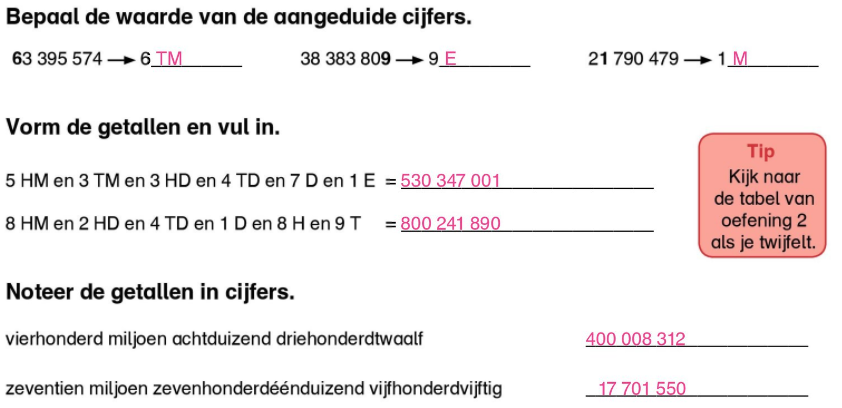 Bepaal de waarde van de aangeduide cijfers.
63 395 574 → 6 TM
38 383 809 → 9 E
21 790 479 → 1 M
Vorm de getallen en vul in.
5 HM en 3 TM en 3 HD en 4 TD en 7 D en 1 E = 530 347 001
8 HM en 2 HD en 4 TD en 1 D en 8 H en 9 T = 800 241 890
Tip
Kijk naar
de tabel van
oefening 2
als je twijfelt.
Noteer de getallen in cijfers.
vierhonderd miljoen achtduizend driehonderdtwaalf 400 008 312
zeventien miljoen zevenhonderdéénduizend vijfhonderdvijftig 17 701 550